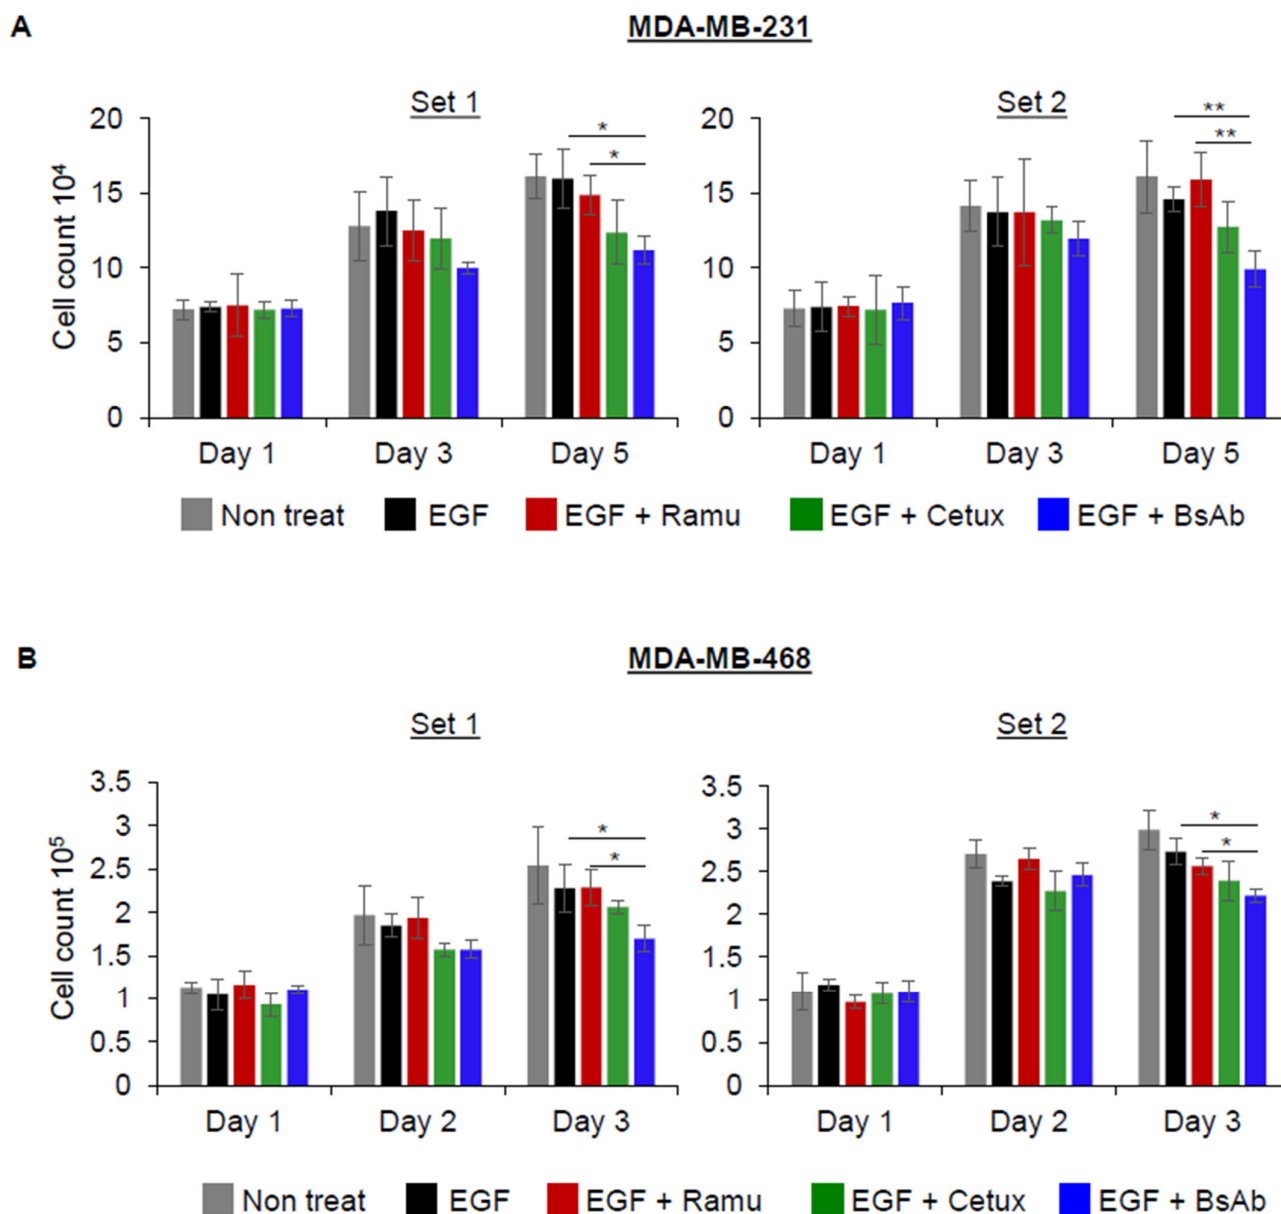 A
MDA-MB-231
Set 1
Set 2
Cell count 10⁴
20
15
10
5
0
* 
*
Day 1 Day 3 Day 5
20
15
10
5
0
**
**
Day 1 Day 3 Day 5
Non treat EGF EGF + Ramu EGF + Cetux EGF + BsAb
B
MDA-MB-468
Set 1
Set 2
Cell count 10⁵
3.5
3
2.5
2
1.5
1
0.5
0
*
*
Day 1 Day 2 Day 3
3.5
3
2.5
2
1.5
1
0.5
0
*
*
Day 1 Day 2 Day 3
Non treat EGF EGF + Ramu EGF + Cetux EGF + BsAb